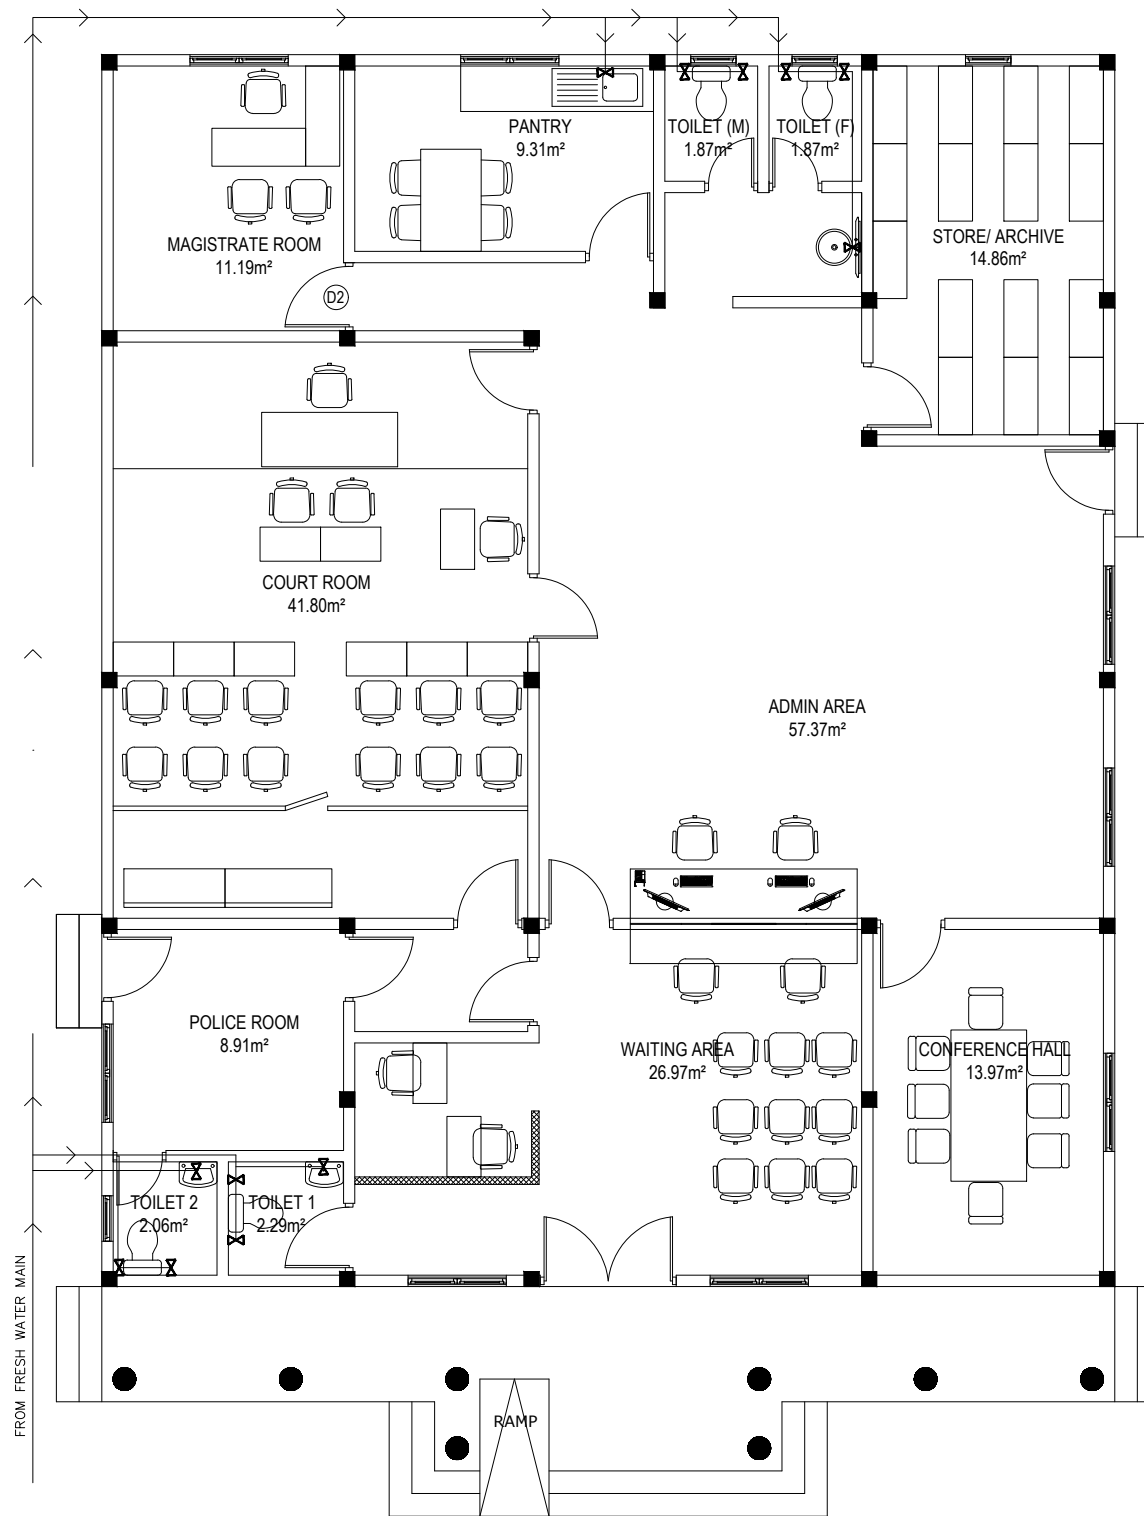 PANTRY
9.31m²
TOILET (M)
1.87m²
TOILET (F)
1.87m²
MAGISTRATE ROOM
11.19m²
STORE/ ARCHIVE
14.86m²
D2
COURT ROOM
41.80m²
ADMIN AREA
57.37m²
POLICE ROOM
8.91m²
WAITING AREA
26.97m²
CONFERENCE HALL
13.97m²
TOILET 2
2.06m²
TOILET 1
2.29m²
FROM FRESH WATER MAIN
RAMP